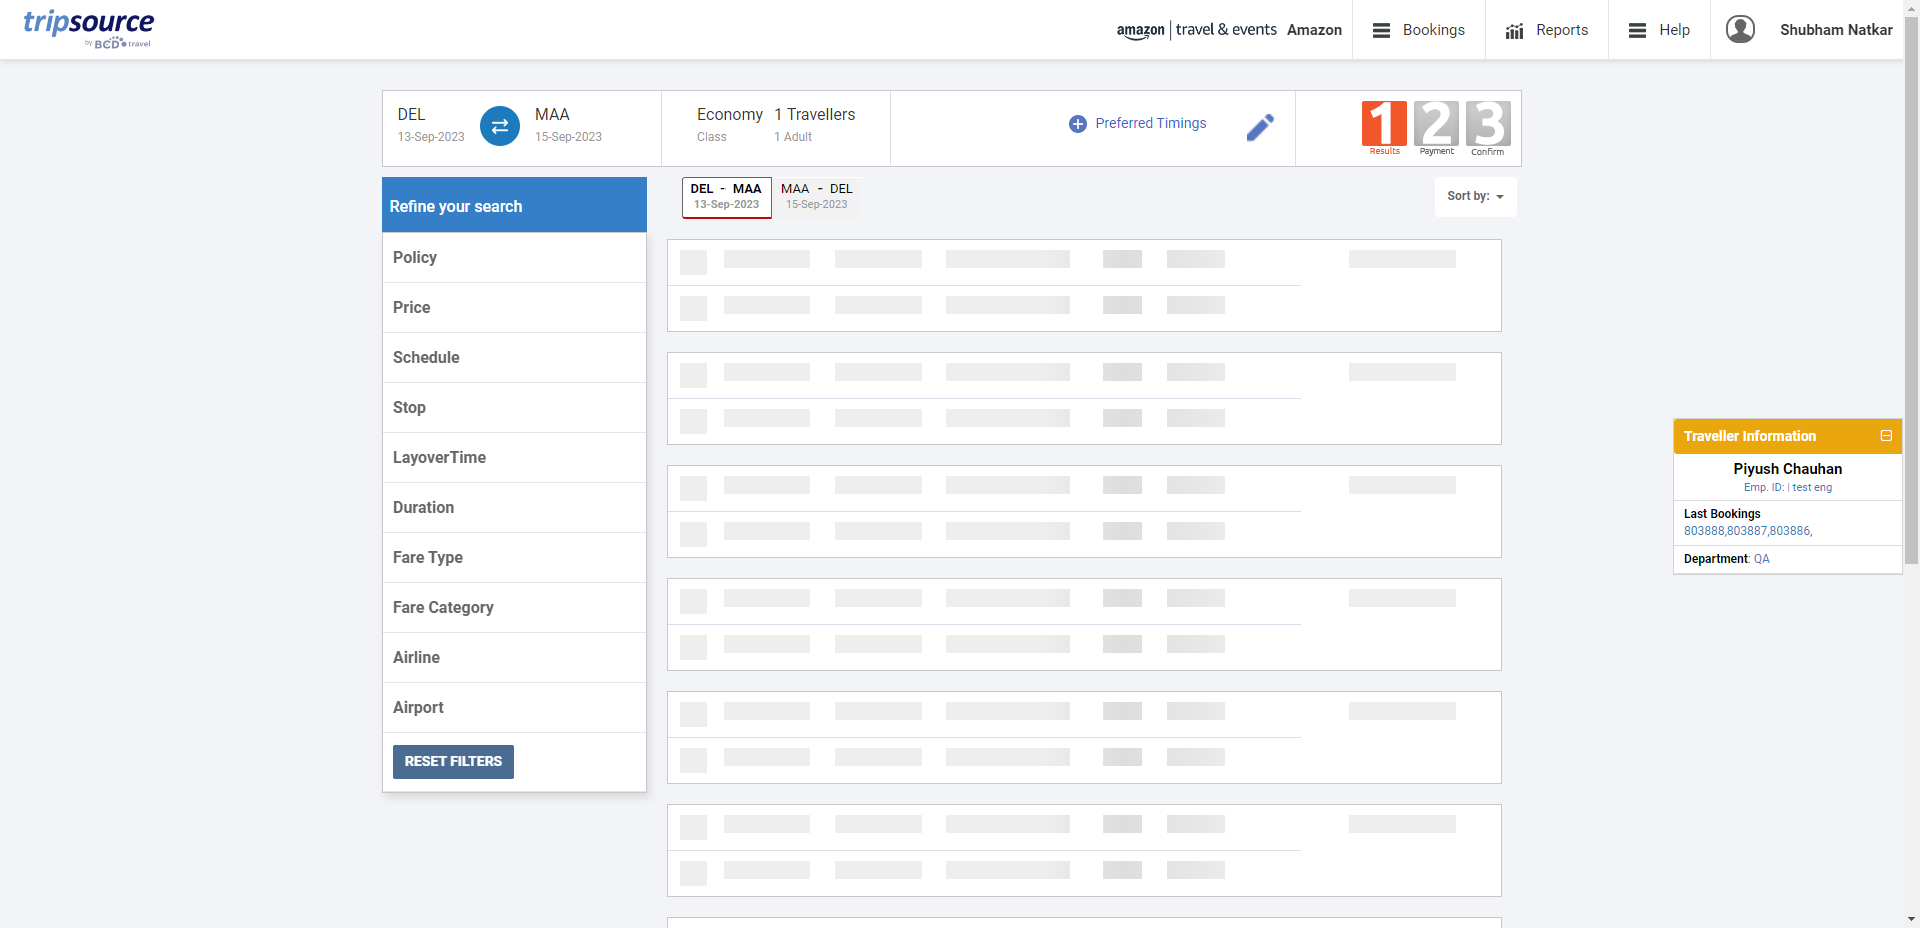 tripsource
by BCD travel
amazon | travel & events Amazon
Bookings
Reports
Help
Shubham Natkar
DEL
13-Sep-2023
MAA
15-Sep-2023
Economy
Class
1 Travellers
1 Adult
Preferred Timings
1
Results
2
Payment
3
Confirm
Refine your search
DEL - MAA
13-Sep-2023
MAA - DEL
15-Sep-2023
Sort by:
Policy
Price
Schedule
Stop
LayoverTime
Duration
Fare Type
Fare Category
Airline
Airport
RESET FILTERS
Traveller Information
Piyush Chauhan
Emp. ID: | test eng
Last Bookings
803888,803887,803886,
Department: QA